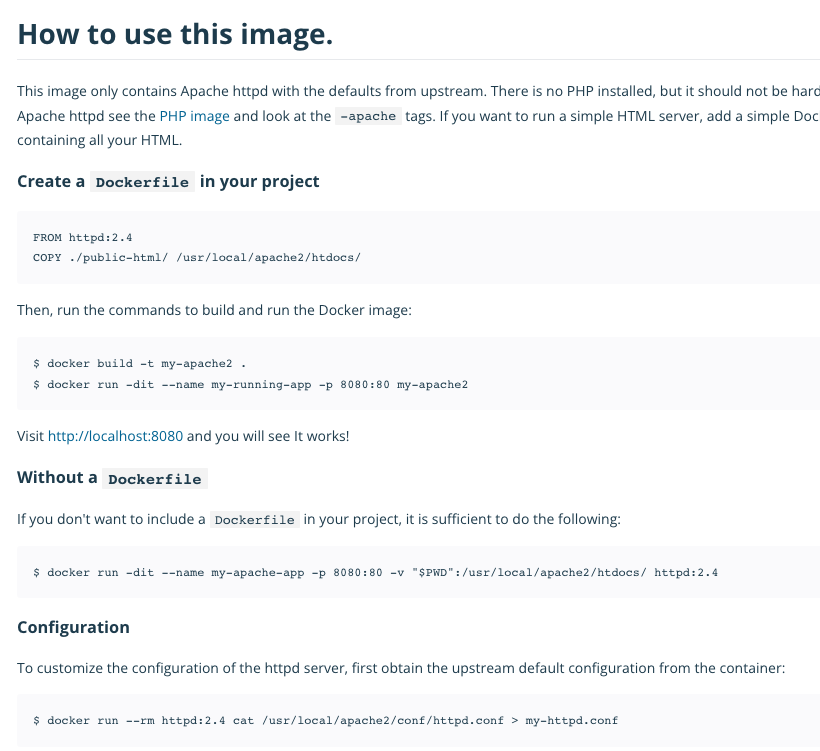 How to use this image.
This image only contains Apache httpd with the defaults from upstream. There is no PHP installed, but it should not be hard
Apache httpd see the PHP image and look at the -apache tags. If you want to run a simple HTML server, add a simple Doc
containing all your HTML.
Create a Dockerfile in your project
FROM httpd:2.4
COPY ./public-html/ /usr/local/apache2/htdocs/
Then, run the commands to build and run the Docker image:
$ docker build -t my-apache2 .
$ docker run -dit --name my-running-app -p 8080:80 my-apache2
Visit http://localhost:8080 and you will see It works!
Without a Dockerfile
If you don't want to include a Dockerfile in your project, it is sufficient to do the following:
$ docker run -dit --name my-apache-app -p 8080:80 -v "$PWD":/usr/local/apache2/htdocs/ httpd:2.4
Configuration
To customize the configuration of the httpd server, first obtain the upstream default configuration from the container:
$ docker run --rm httpd:2.4 cat /usr/local/apache2/conf/httpd.conf > my-httpd.conf